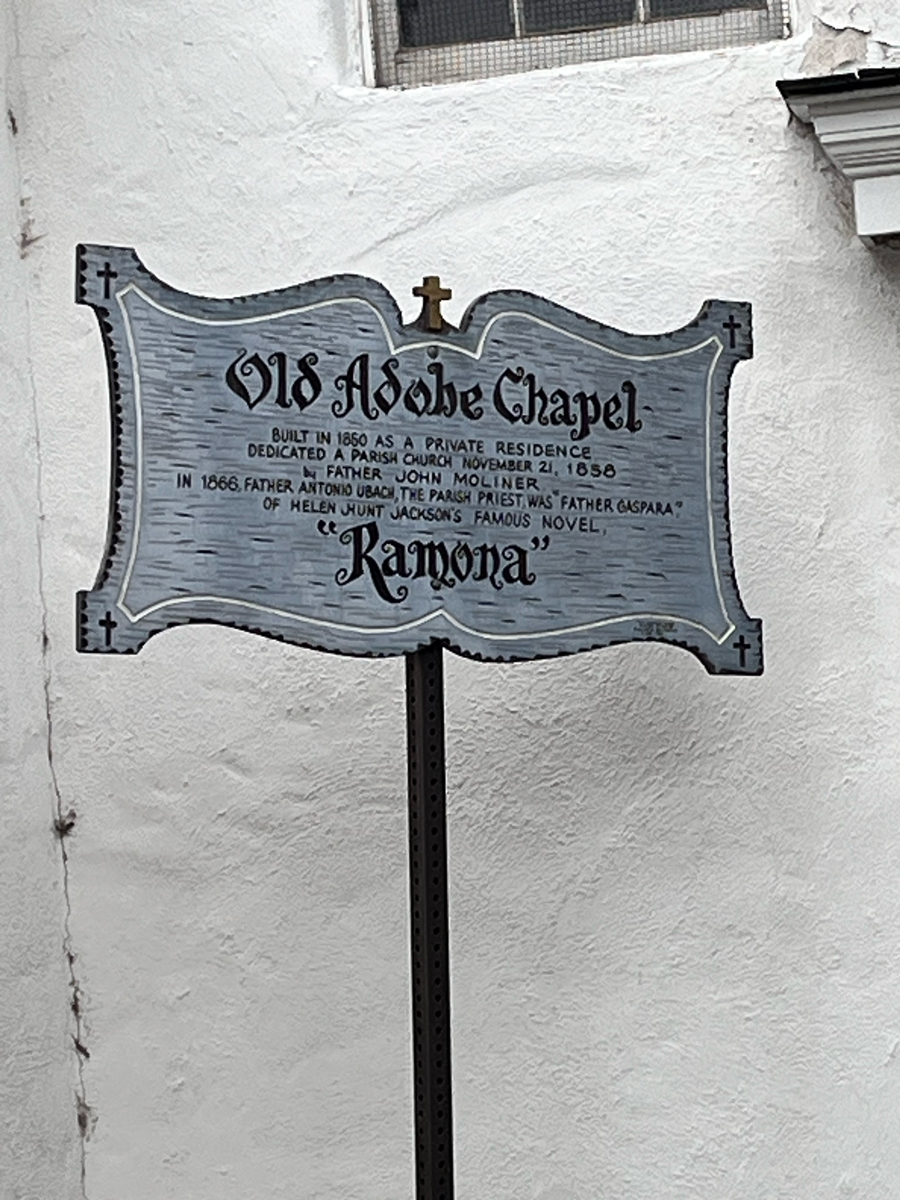 Old Adobe Chapel
BUILT IN 1850 AS A PRIVATE RESIDENCE
DEDICATED A PARISH CHURCH NOVEMBER 21, 1858
by FATHER JOHN MOLINER
IN 1866, FATHER ANTONIO UBACH, THE PARISH PRIEST, WAS "FATHER GASPARA"
OF HELEN JHUNT JACKSON'S FAMOUS NOVEL,
"Ramona"